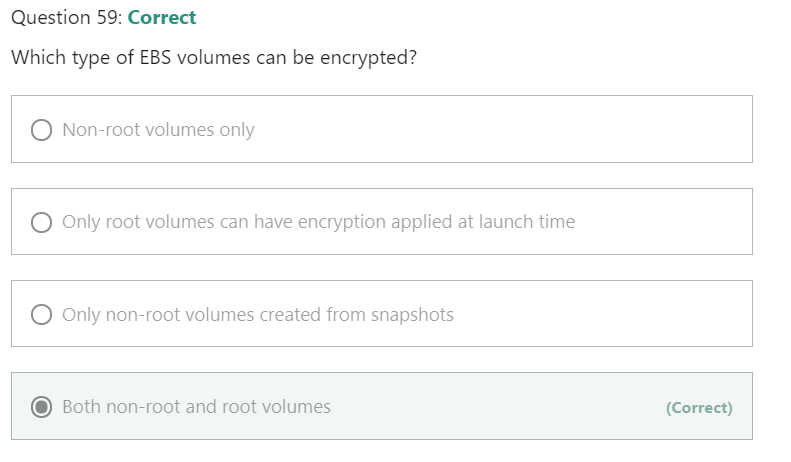 Question 59: Correct
Which type of EBS volumes can be encrypted?
Non-root volumes only
Only root volumes can have encryption applied at launch time
Only non-root volumes created from snapshots
Both non-root and root volumes (Correct)